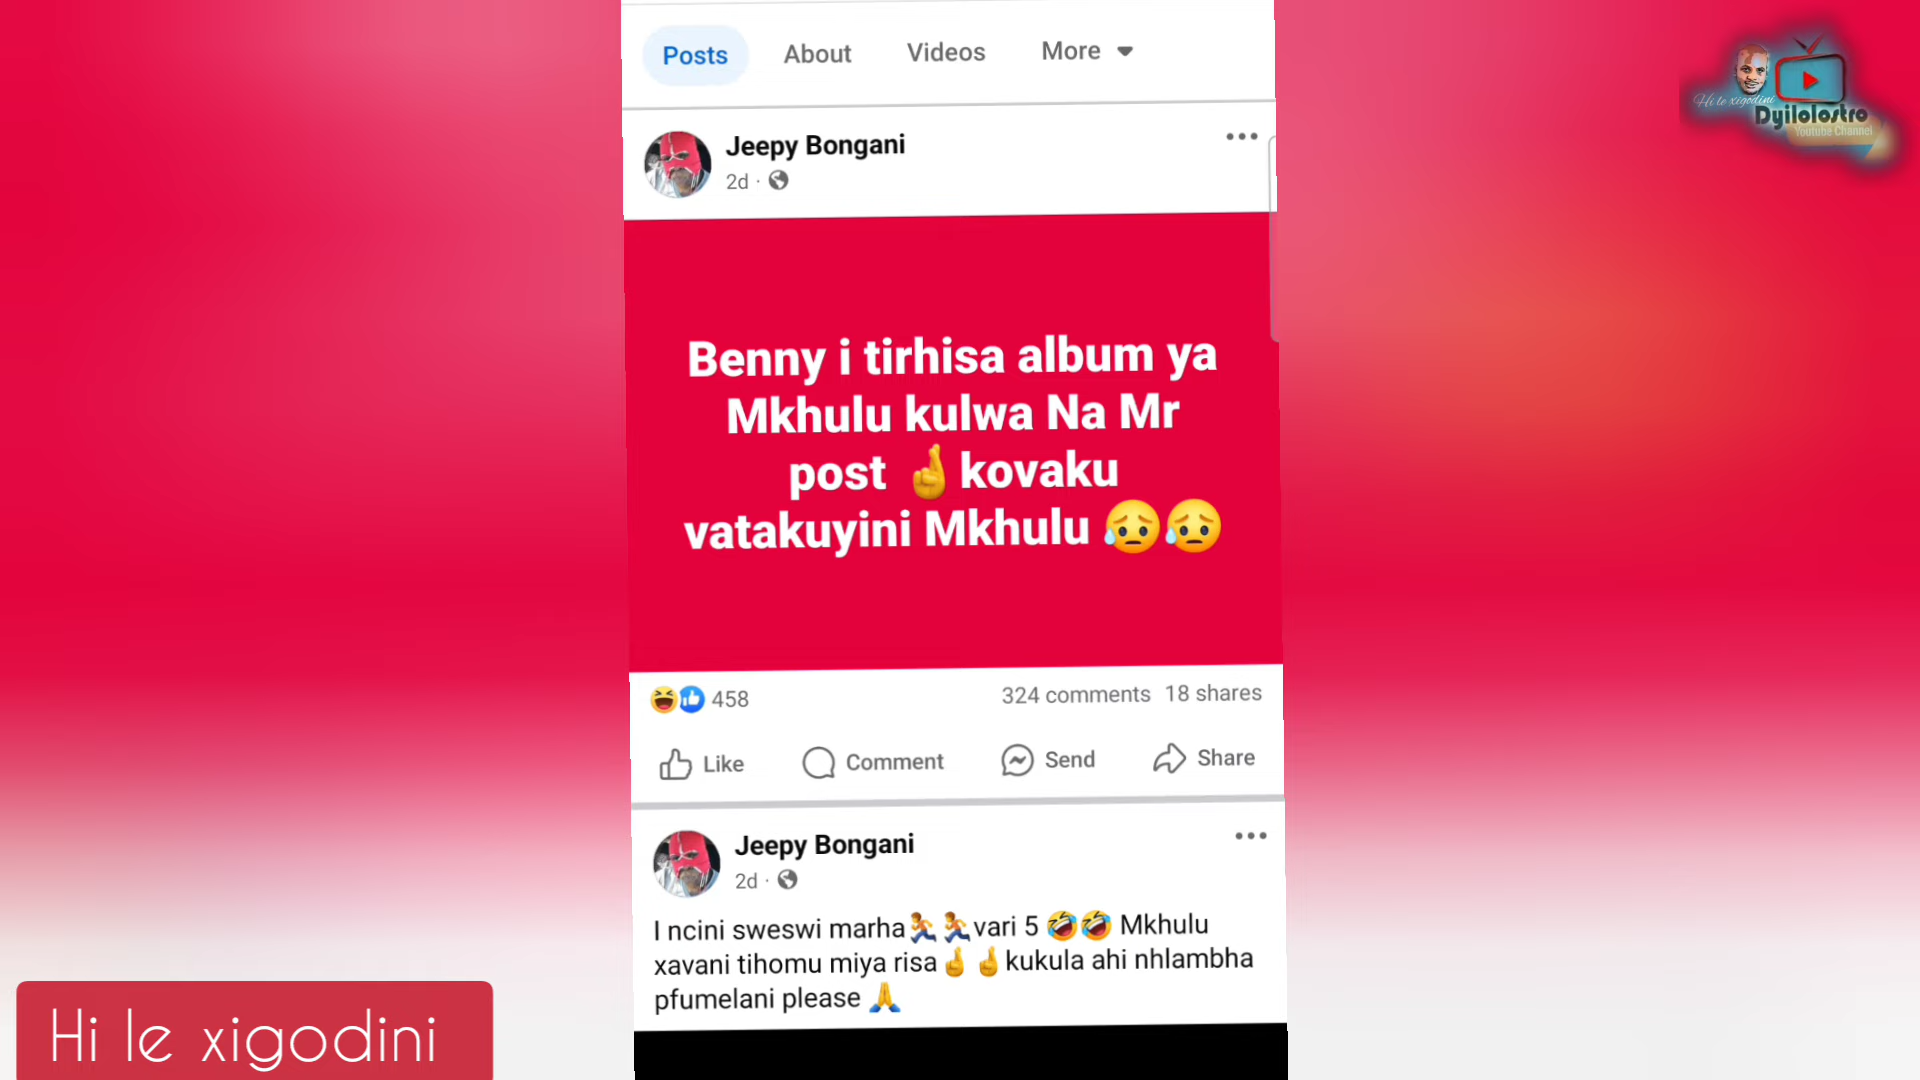 Posts About Videos More
Hi le xigodini
Dyilolostro
Youtube Channel
Jeepy Bongani
2d ·
Benny i tirhisa album ya
Mkhulu kulwa Na Mr
post 🤞kovaku
vatakuyini Mkhulu 😥😥
458 324 comments 18 shares
Like Comment Send Share
Jeepy Bongani
2d ·
I ncini sweswi marha🏃🏃vari 5 🤣🤣 Mkhulu
xavani tihomu miya risa🤞🤞kukula ahi nhlambha
pfumelani please 🙏
Hi le xigodini